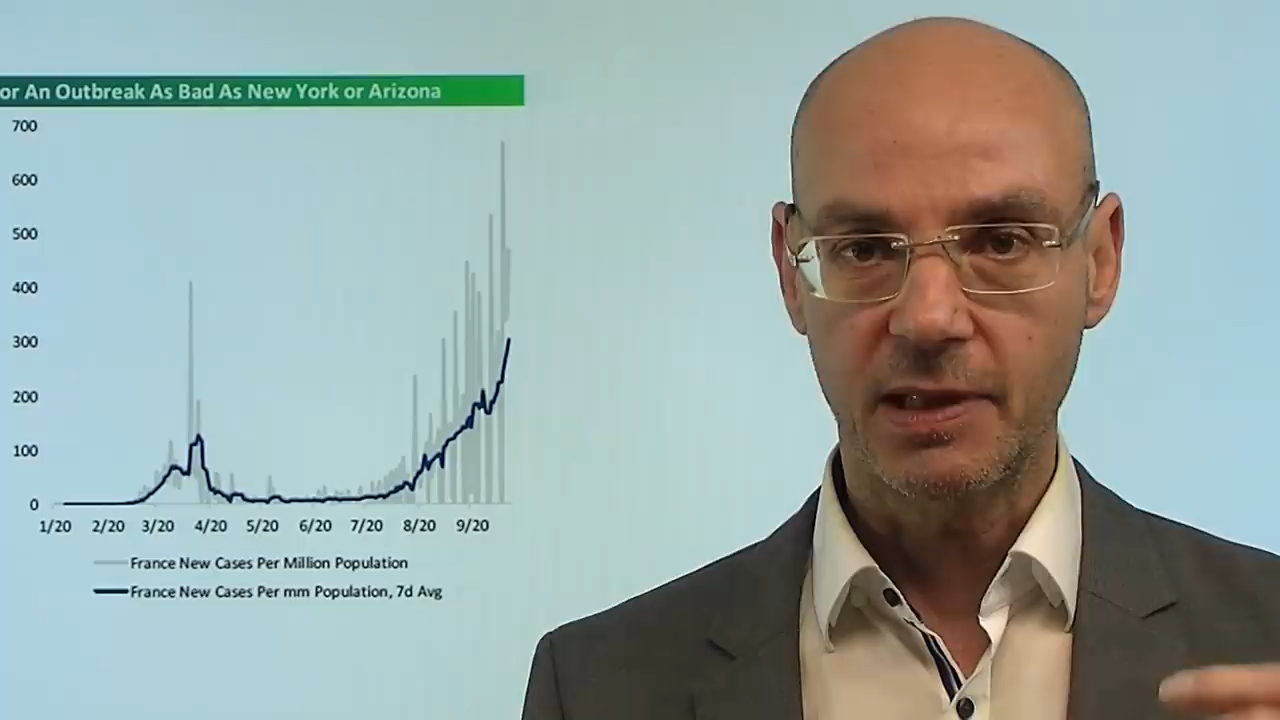 or An Outbreak As Bad As New York or Arizona
700
600
500
400
300
200
100
0
1/20 2/20 3/20 4/20 5/20 6/20 7/20 8/20 9/20
France New Cases Per Million Population
France New Cases Per mm Population, 7d Avg